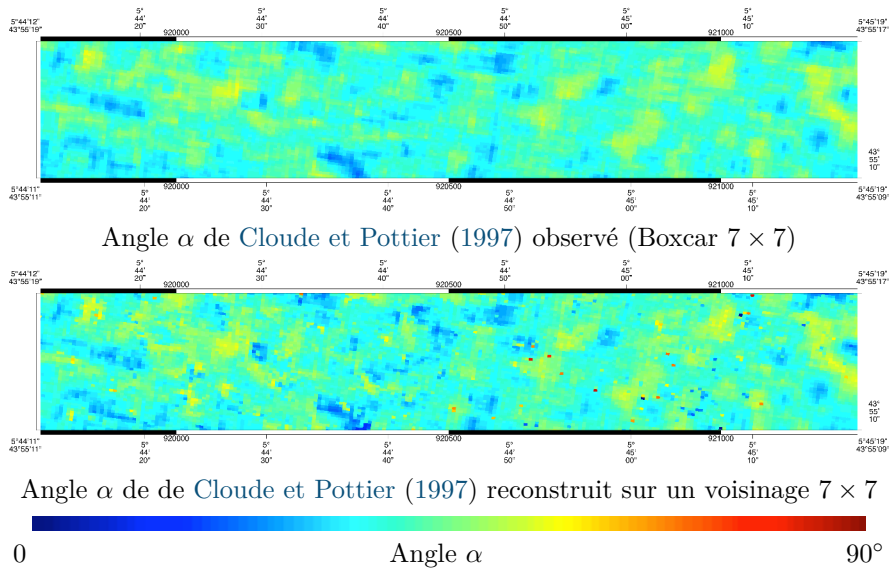 5° 5° 5° 5° 5° 5°
5°44'12" 44' 44' 44' 44' 45' 45' 5°45'19"
43°55'19" 20" 30" 40" 50" 00" 10" 43°55'17"
920000 920500 921000
43°
55'
10"
5°44'11" 920000 920500 921000 5°45'19"
43°55'11" 5° 5° 5° 5° 5° 5° 43°55'09"
44' 44' 44' 44' 45' 45'
20" 30" 40" 50" 00" 10"
Angle α de Cloude et Pottier (1997) observé (Boxcar 7 × 7)
5° 5° 5° 5° 5° 5°
5°44'12" 44' 44' 44' 44' 45' 45' 5°45'19"
43°55'19" 20" 30" 40" 50" 00" 10" 43°55'17"
920000 920500 921000
43°
55'
10"
5°44'11" 920000 920500 921000 5°45'19"
43°55'11" 5° 5° 5° 5° 5° 5° 43°55'09"
44' 44' 44' 44' 45' 45'
20" 30" 40" 50" 00" 10"
Angle α de de Cloude et Pottier (1997) reconstruit sur un voisinage 7 × 7
0 Angle α 90°